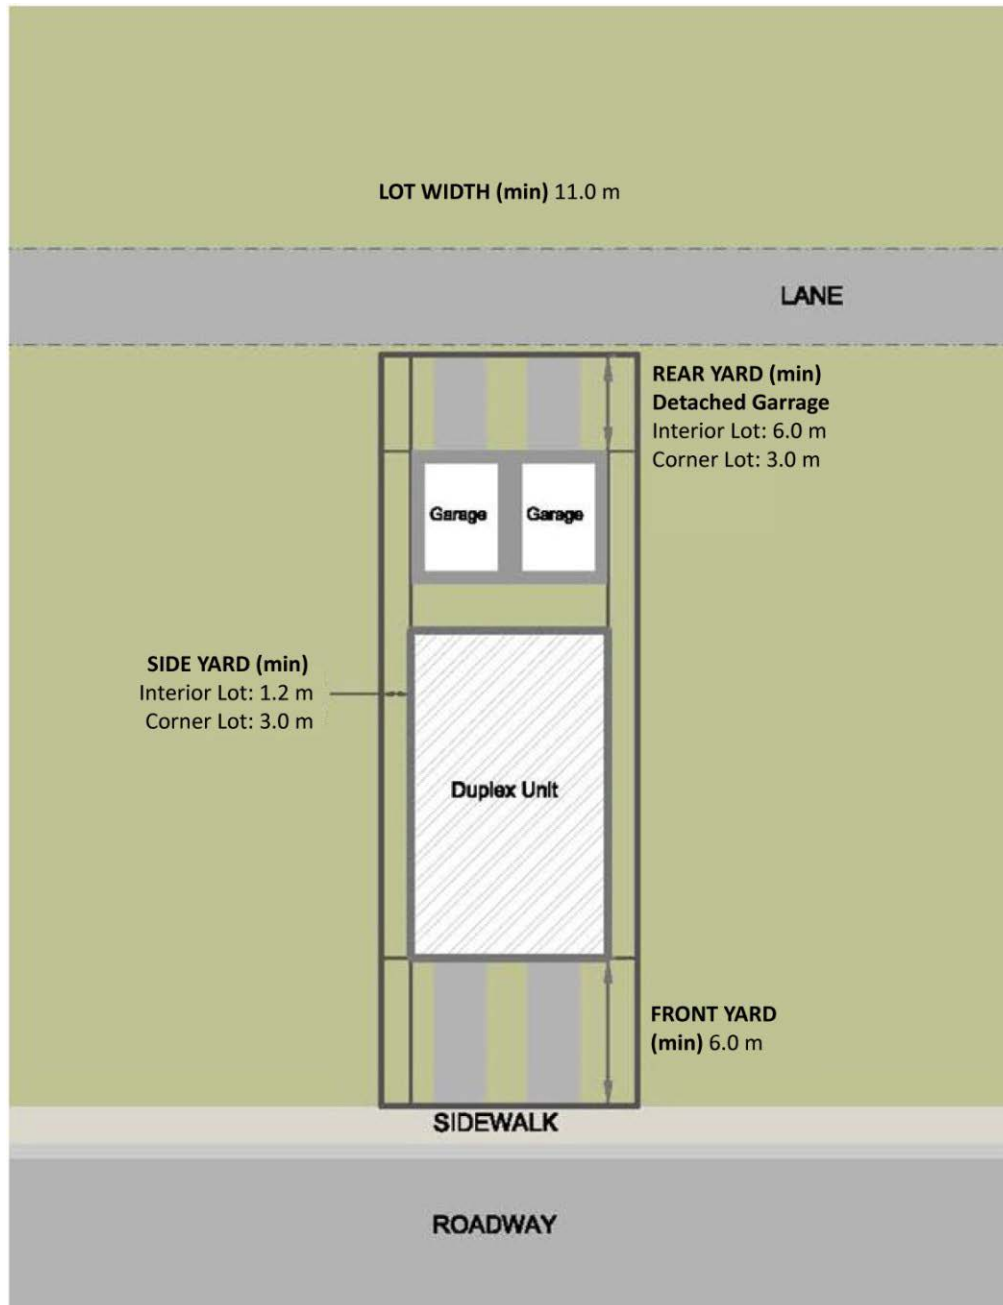 LOT WIDTH (min) 11.0 m
LANE
REAR YARD (min)
Detached Garrage
Interior Lot: 6.0 m
Corner Lot: 3.0 m
Garage
Garage
SIDE YARD (min)
Interior Lot: 1.2 m
Corner Lot: 3.0 m
Duplex Unit
FRONT YARD
(min) 6.0 m
SIDEWALK
ROADWAY